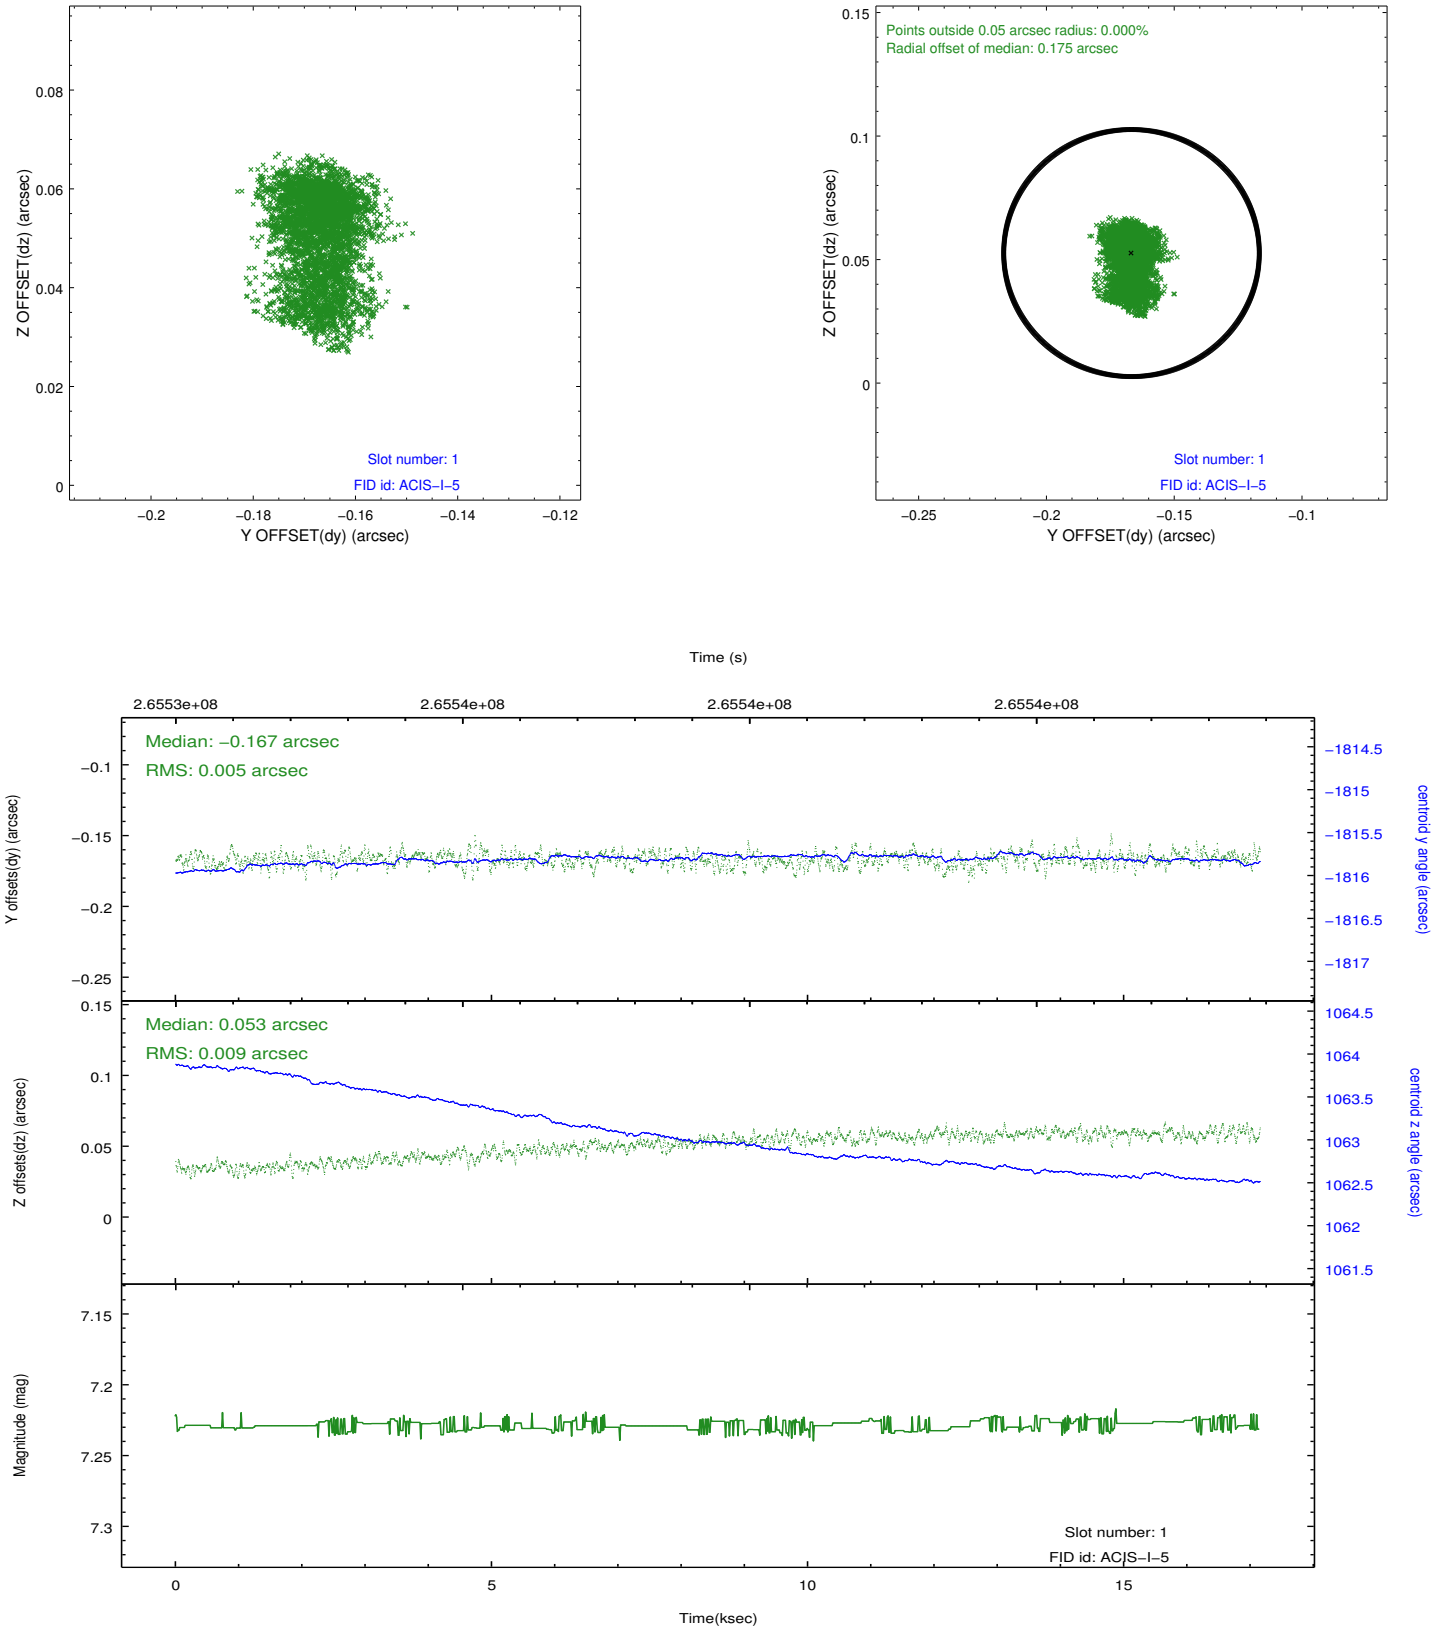 0.08
0.06
0.04
0.02
0
Z OFFSET(dz) (arcsec)
Slot number: 1
FID id: ACIS−I−5
−0.2
−0.18
−0.16
−0.14
−0.12
Y OFFSET(dy) (arcsec)
Points outside 0.05 arcsec radius: 0.000%
Radial offset of median: 0.175 arcsec
0.15
0.1
0.05
0
Z OFFSET(dz) (arcsec)
Slot number: 1
FID id: ACIS−I−5
−0.25
−0.2
−0.15
−0.1
Y OFFSET(dy) (arcsec)
Time (s)
2.6553e+08
2.6554e+08
2.6554e+08
2.6554e+08
Median: −0.167 arcsec
RMS: 0.005 arcsec
−0.1
−0.15
−0.2
−0.25
Y offsets(dy) (arcsec)
−1814.5
−1815
−1815.5
−1816
−1816.5
−1817
centroid y angle (arcsec)
Median: 0.053 arcsec
RMS: 0.009 arcsec
0.15
0.1
0.05
0
Z offsets(dz) (arcsec)
1064.5
1064
1063.5
1063
1062.5
1062
1061.5
centroid z angle (arcsec)
7.15
7.2
7.25
7.3
Magnitude (mag)
Slot number: 1
FID id: ACIS−I−5
0
5
10
15
Time(ksec)